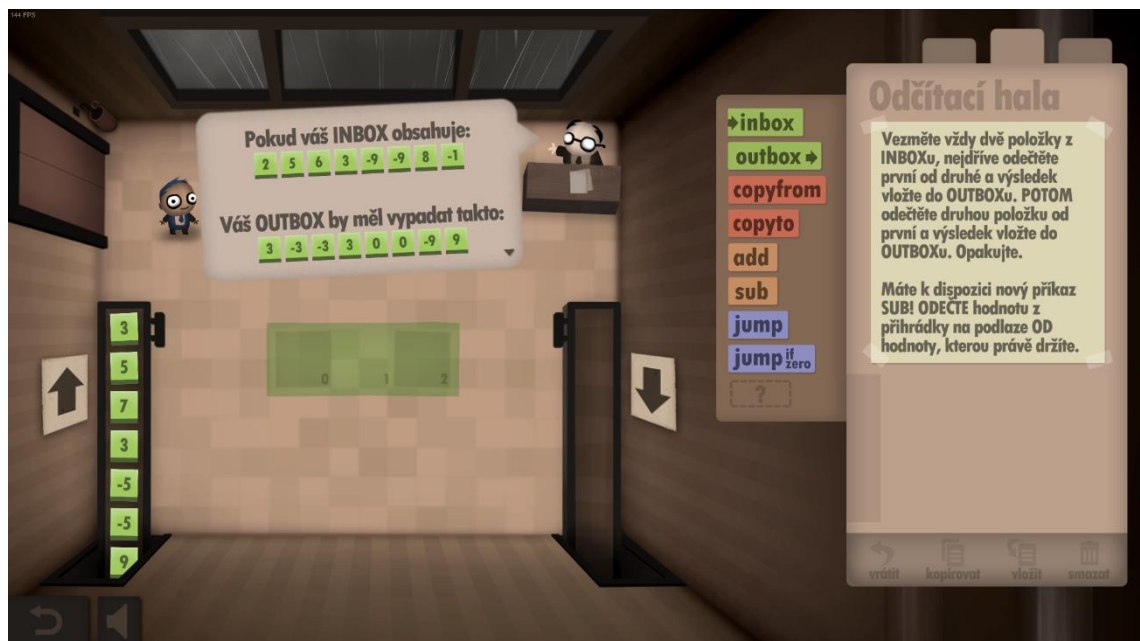 144 FPS
Pokud váš INBOX obsahuje:
2 5 6 3 -9 -9 8 -1
Váš OUTBOX by měl vypadat takto:
3 -3 -3 3 0 0 -9 9
3
5
7
3
-5
-5
9
0 1 2
inbox
outbox
copyfrom
copyto
add
sub
jump
jump if zero
?
Odčítací hala
Vezměte vždy dvě položky z
INBOXu, nejdříve odečtěte
první od druhé a výsledek
vložte do OUTBOXu. POTOM
odečtěte druhou položku od
první a výsledek vložte do
OUTBOXu. Opakujte.
Máte k dispozici nový příkaz
SUB! ODEČTE hodnotu z
přihrádky na podlaze OD
hodnoty, kterou právě držíte.
vrátit kopírovat vložit smazat